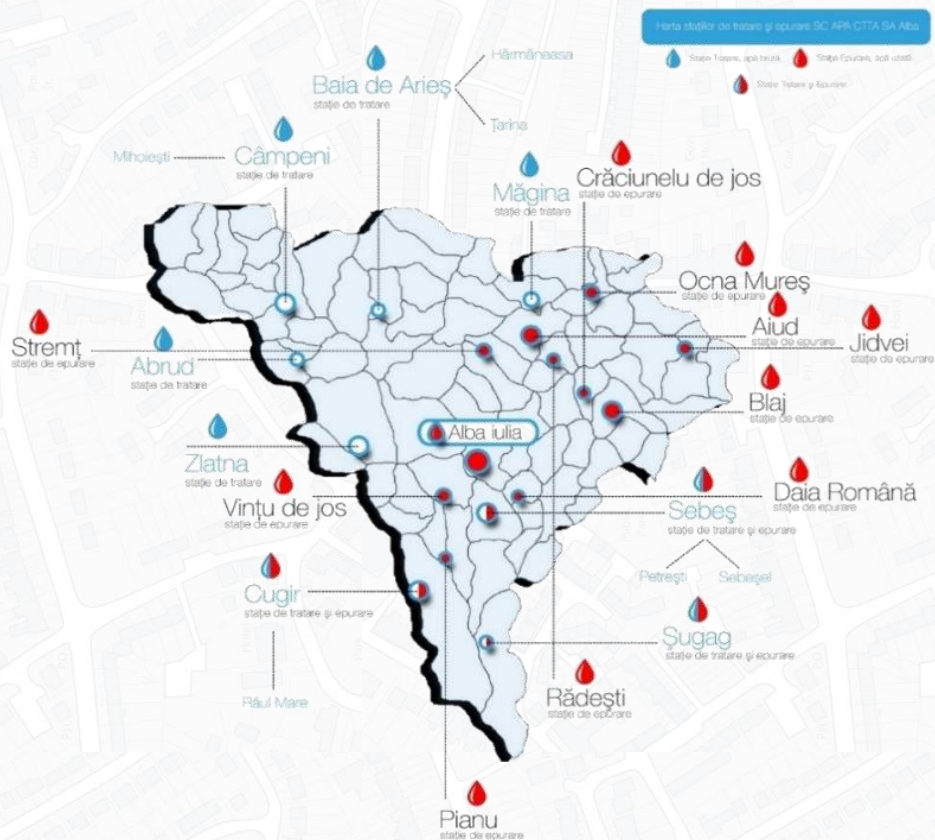 Harta stațiilor de tratare și epurare SC APA CTTA SA Alba
Stație Tratare, apă brută
Stație Epurare, apă uzată
Stație Tratare și Epurare
Hărmăneasa
Baia de Arieș
stație de tratare
Țarina
Mihoiești
Câmpeni
stație de tratare
Măgina
stație de tratare
Crăciunelu de jos
stație de epurare
Ocna Mureș
stație de epurare
Stremț
stație de epurare
Abrud
stație de tratare
Aiud
stație de epurare
Jidvei
stație de epurare
Blaj
stație de epurare
Alba iulia
Zlatna
stație de tratare
Vințu de jos
stație de epurare
Sebeș
stație de tratare și epurare
Daia Română
stație de epurare
Petrești
Sebeșel
Cugir
stație de tratare și epurare
Șugag
stație de tratare și epurare
Râul Mare
Rădești
stație de epurare
Pianu
stație de epurare